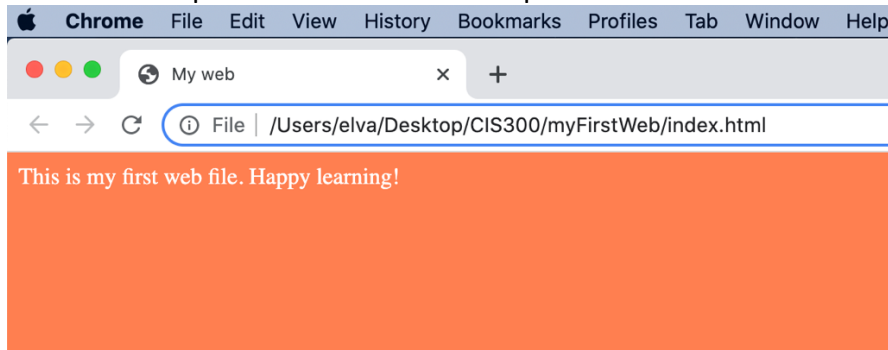 Chrome File Edit View History Bookmarks Profiles Tab Window Help
My web
File /Users/elva/Desktop/CIS300/myFirstWeb/index.html
This is my first web file. Happy learning!